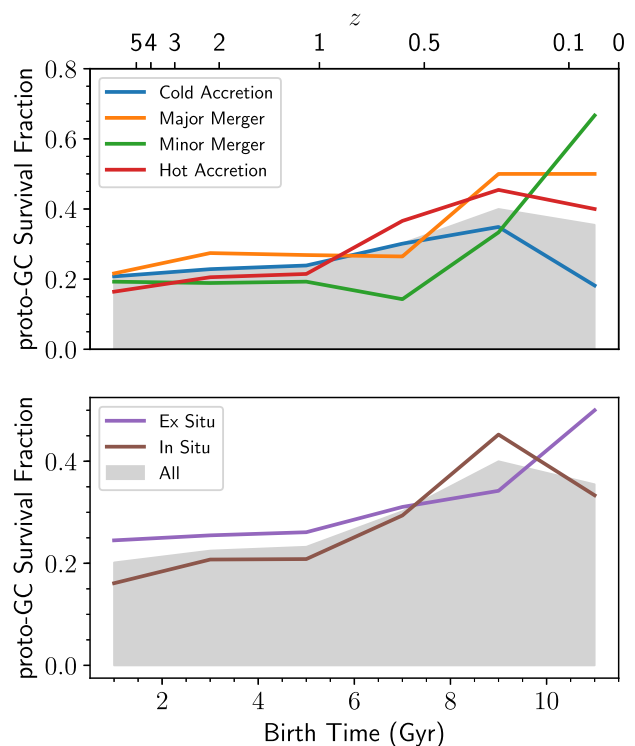 z
5 4 3 2 1 0.5 0.1 0
0.8
0.6
0.4
0.2
0.0
proto-GC Survival Fraction
Cold Accretion
Major Merger
Minor Merger
Hot Accretion
0.4
0.2
0.0
proto-GC Survival Fraction
Ex Situ
In Situ
All
2 4 6 8 10
Birth Time (Gyr)